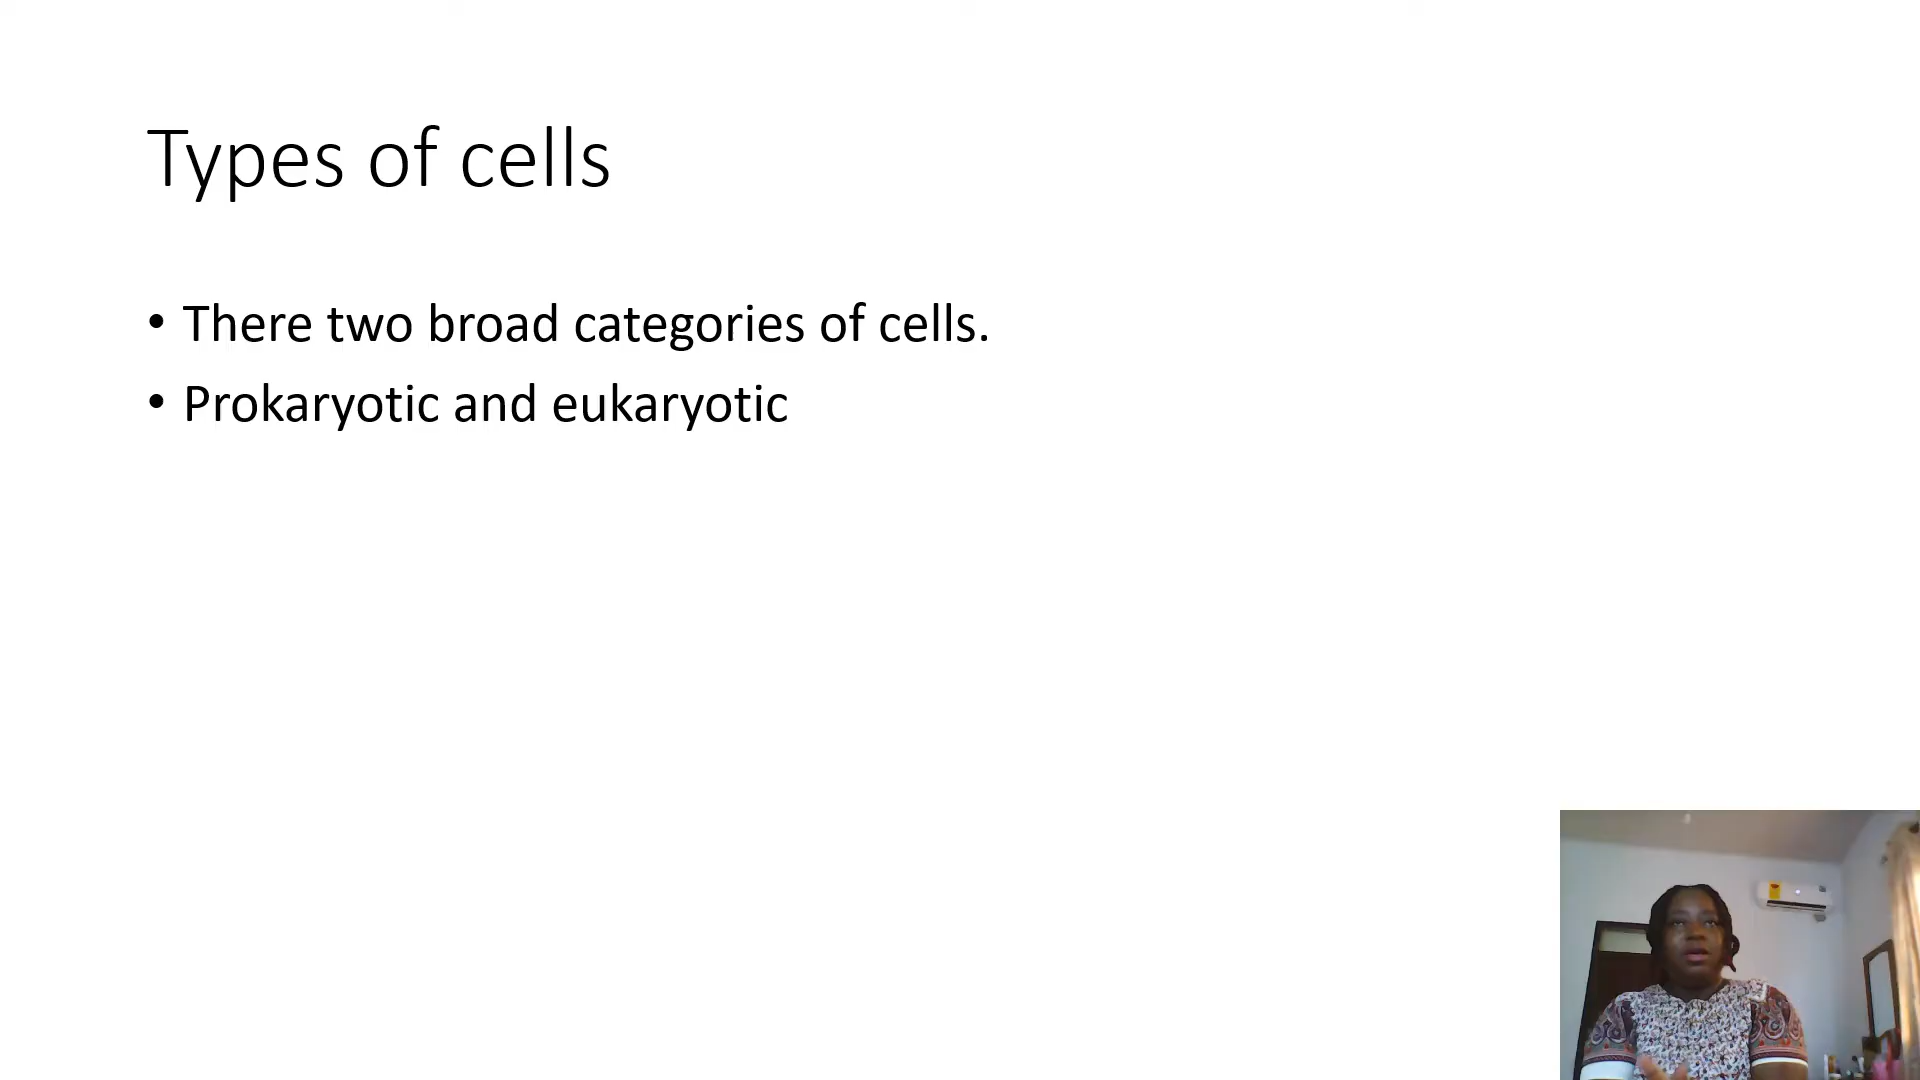 Types of cells
• There two broad categories of cells.
• Prokaryotic and eukaryotic